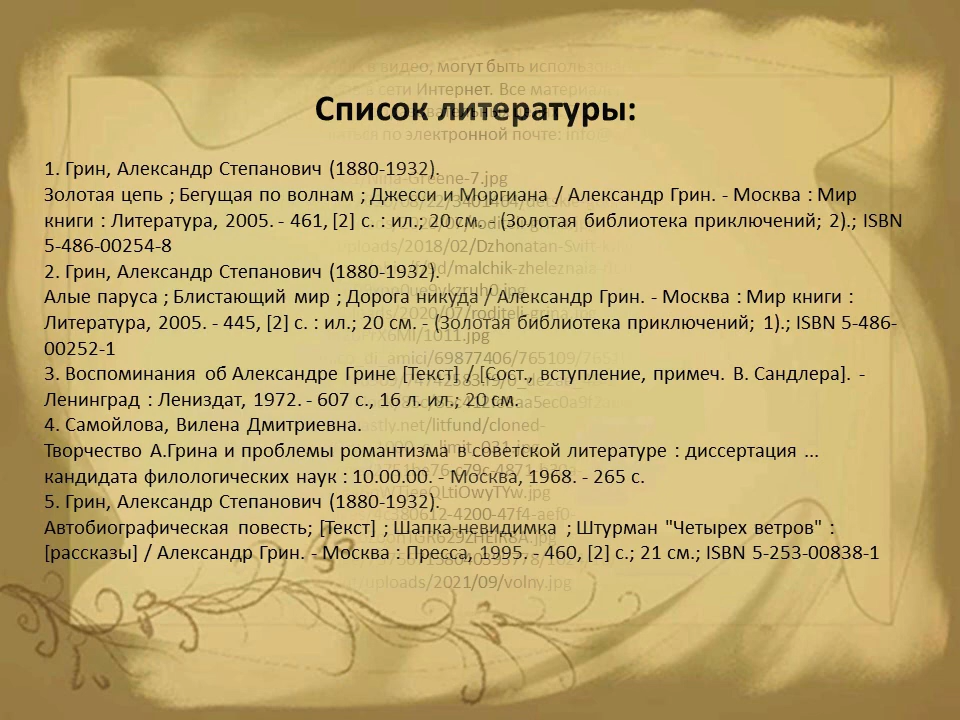 Список литературы:
1. Грин, Александр Степанович (1880-1932).
Золотая цепь ; Бегущая по волнам ; Джесси и Моргиана / Александр Грин. - Москва : Мир
книги : Литература, 2005. - 461, [2] с. : ил.; 20 см. - (Золотая библиотека приключений; 2).; ISBN
5-486-00254-8
2. Грин, Александр Степанович (1880-1932).
Алые паруса ; Блистающий мир ; Дорога никуда / Александр Грин. - Москва : Мир книги :
Литература, 2005. - 445, [2] с. : ил.; 20 см. - (Золотая библиотека приключений; 1).; ISBN 5-486-
00252-1
3. Воспоминания об Александре Грине [Текст] / [Сост., вступление, примеч. В. Сандлера]. -
Ленинград : Лениздат, 1972. - 607 с., 16 л. ил.; 20 см.
4. Самойлова, Вилена Дмитриевна.
Творчество А.Грина и проблемы романтизма в советской литературе : диссертация ...
кандидата филологических наук : 10.00.00. - Москва, 1968. - 265 с.
5. Грин, Александр Степанович (1880-1932).
Автобиографическая повесть; [Текст] ; Шапка-невидимка ; Штурман "Четырех ветров" :
[рассказы] / Александр Грин. - Москва : Пресса, 1995. - 460, [2] с.; 21 см.; ISBN 5-253-00838-1